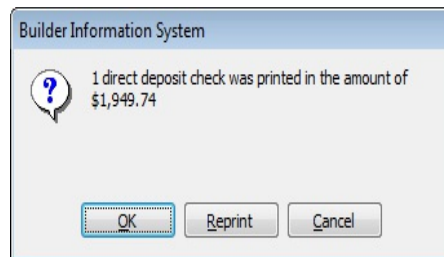 Builder Information System
1 direct deposit check was printed in the amount of
$1,949.74
OK
Reprint
Cancel